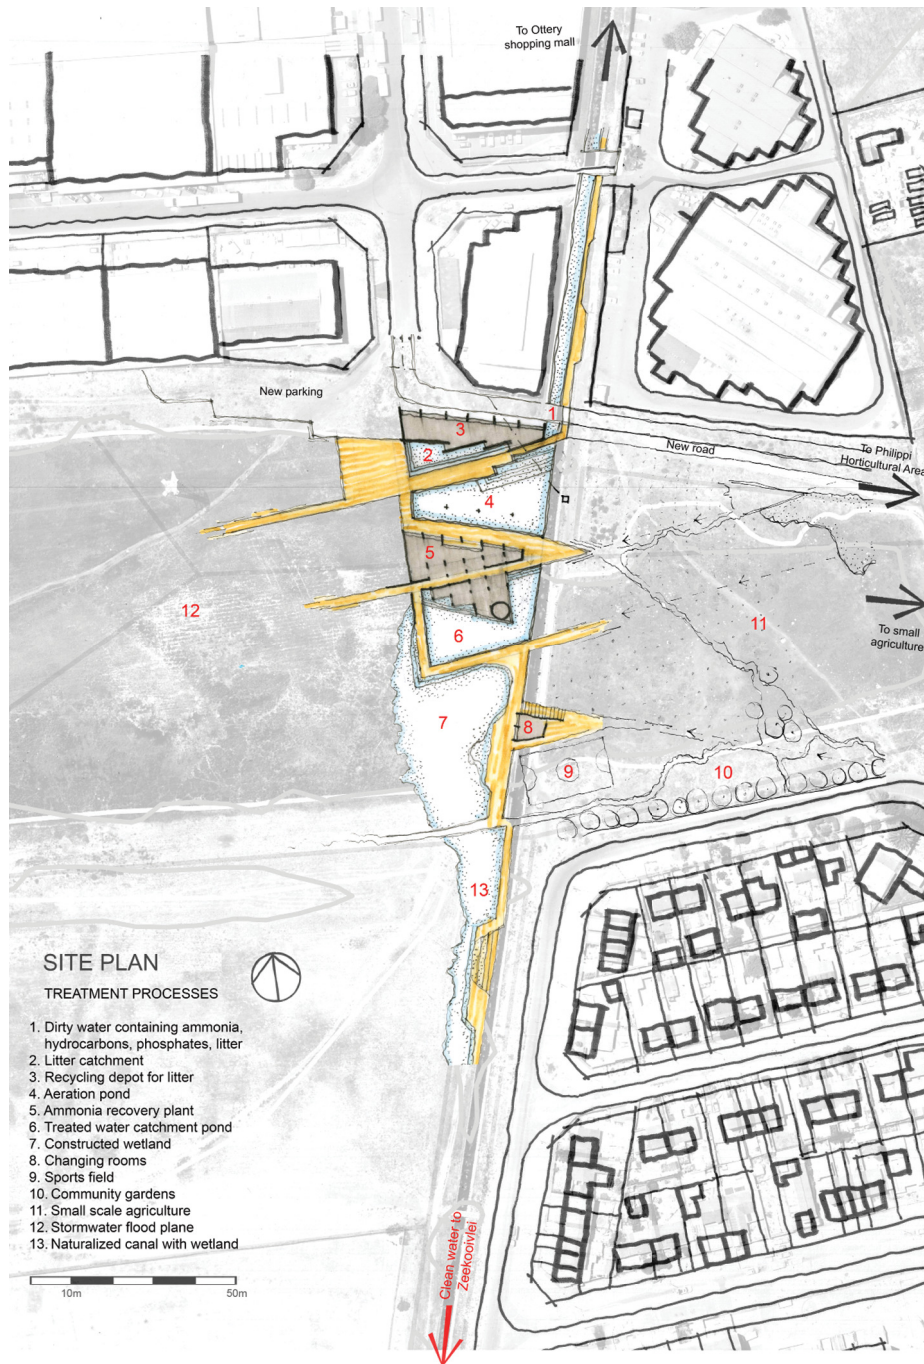 To Ottery
shopping mall
New parking
1
3
2
New road
To Philippi
Horticultural Area
4
5
12
11
To small
agriculture
6
7
8
9
10
13
SITE PLAN
TREATMENT PROCESSES
1. Dirty water containing ammonia,
hydrocarbons, phosphates, litter
2. Litter catchment
3. Recycling depot for litter
4. Aeration pond
5. Ammonia recovery plant
6. Treated water catchment pond
7. Constructed wetland
8. Changing rooms
9. Sports field
10. Community gardens
11. Small scale agriculture
12. Stormwater flood plane
13. Naturalized canal with wetland
10m
50m
Clean water to
Zeekooivlei